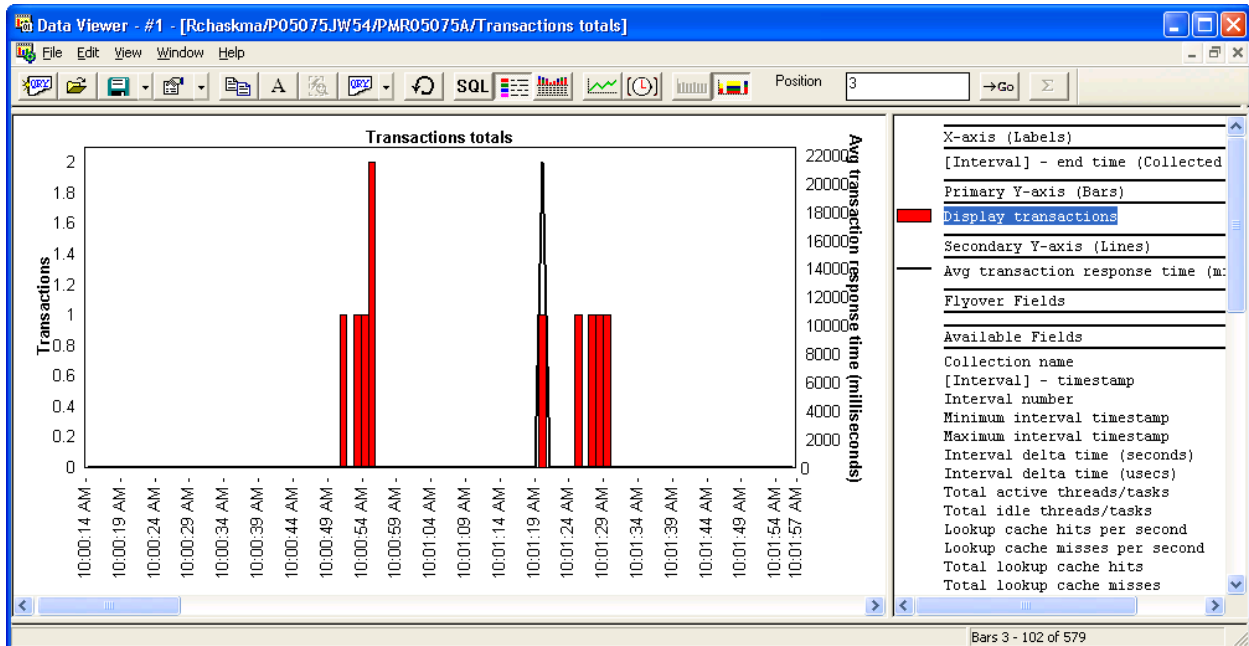 Data Viewer - #1 - [Rchaskma/P05075JW54/PMR05075A/Transactions totals]
File Edit View Window Help
QRY A QRY SQL Position 3 →Go Σ
Transactions totals
Transactions
2
1.8
1.6
1.4
1.2
1
0.8
0.6
0.4
0.2
0
22000
20000
18000
16000
14000
12000
10000
8000
6000
4000
2000
0
Avg transaction response time (milliseconds)
10:00:14 AM -
10:00:19 AM -
10:00:24 AM -
10:00:29 AM -
10:00:34 AM -
10:00:39 AM -
10:00:44 AM -
10:00:49 AM -
10:00:54 AM -
10:00:59 AM -
10:01:04 AM -
10:01:09 AM -
10:01:14 AM -
10:01:19 AM -
10:01:24 AM -
10:01:29 AM -
10:01:34 AM -
10:01:39 AM -
10:01:44 AM -
10:01:49 AM -
10:01:54 AM -
10:01:57 AM -
X-axis (Labels)
[Interval] - end time (Collected
Primary Y-axis (Bars)
Display transactions
Secondary Y-axis (Lines)
Avg transaction response time (m
Flyover Fields
Available Fields
Collection name
[Interval] - timestamp
Interval number
Minimum interval timestamp
Maximum interval timestamp
Interval delta time (seconds)
Interval delta time (usecs)
Total active threads/tasks
Total idle threads/tasks
Lookup cache hits per second
Lookup cache misses per second
Total lookup cache hits
Total lookup cache misses
Bars 3 - 102 of 579